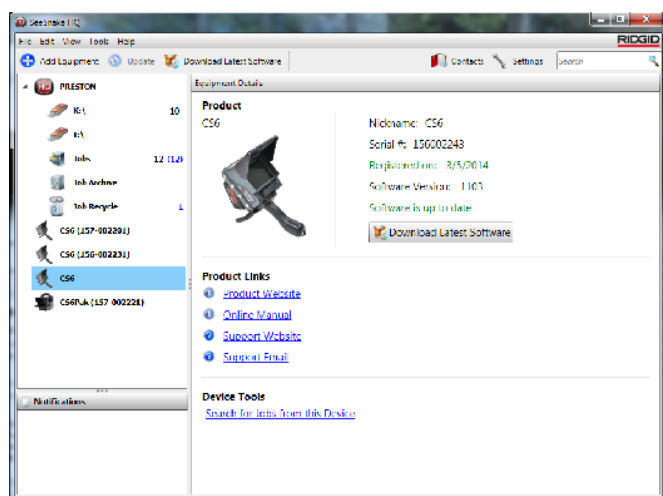 SeeSnake HQ
File Edit View Tools Help
RIDGID
Add Equipment Update Download Latest Software Contacts Settings Search
HQ PRESTON
K:\ 10
Jobs 12 (12)
Job Archive
Job Recycle 1
CS6 (157-002201)
CS6 (156-002231)
CS6
CS6Pak (157-002221)
Notifications
Equipment Details
Product
CS6
Nickname: CS6
Serial #: 156002243
Registered on: 3/5/2014
Software Version: 1103
Software is up to date
Download Latest Software
Product Links
Product Website
Online Manual
Support Website
Support Email
Device Tools
Search for Jobs from this Device